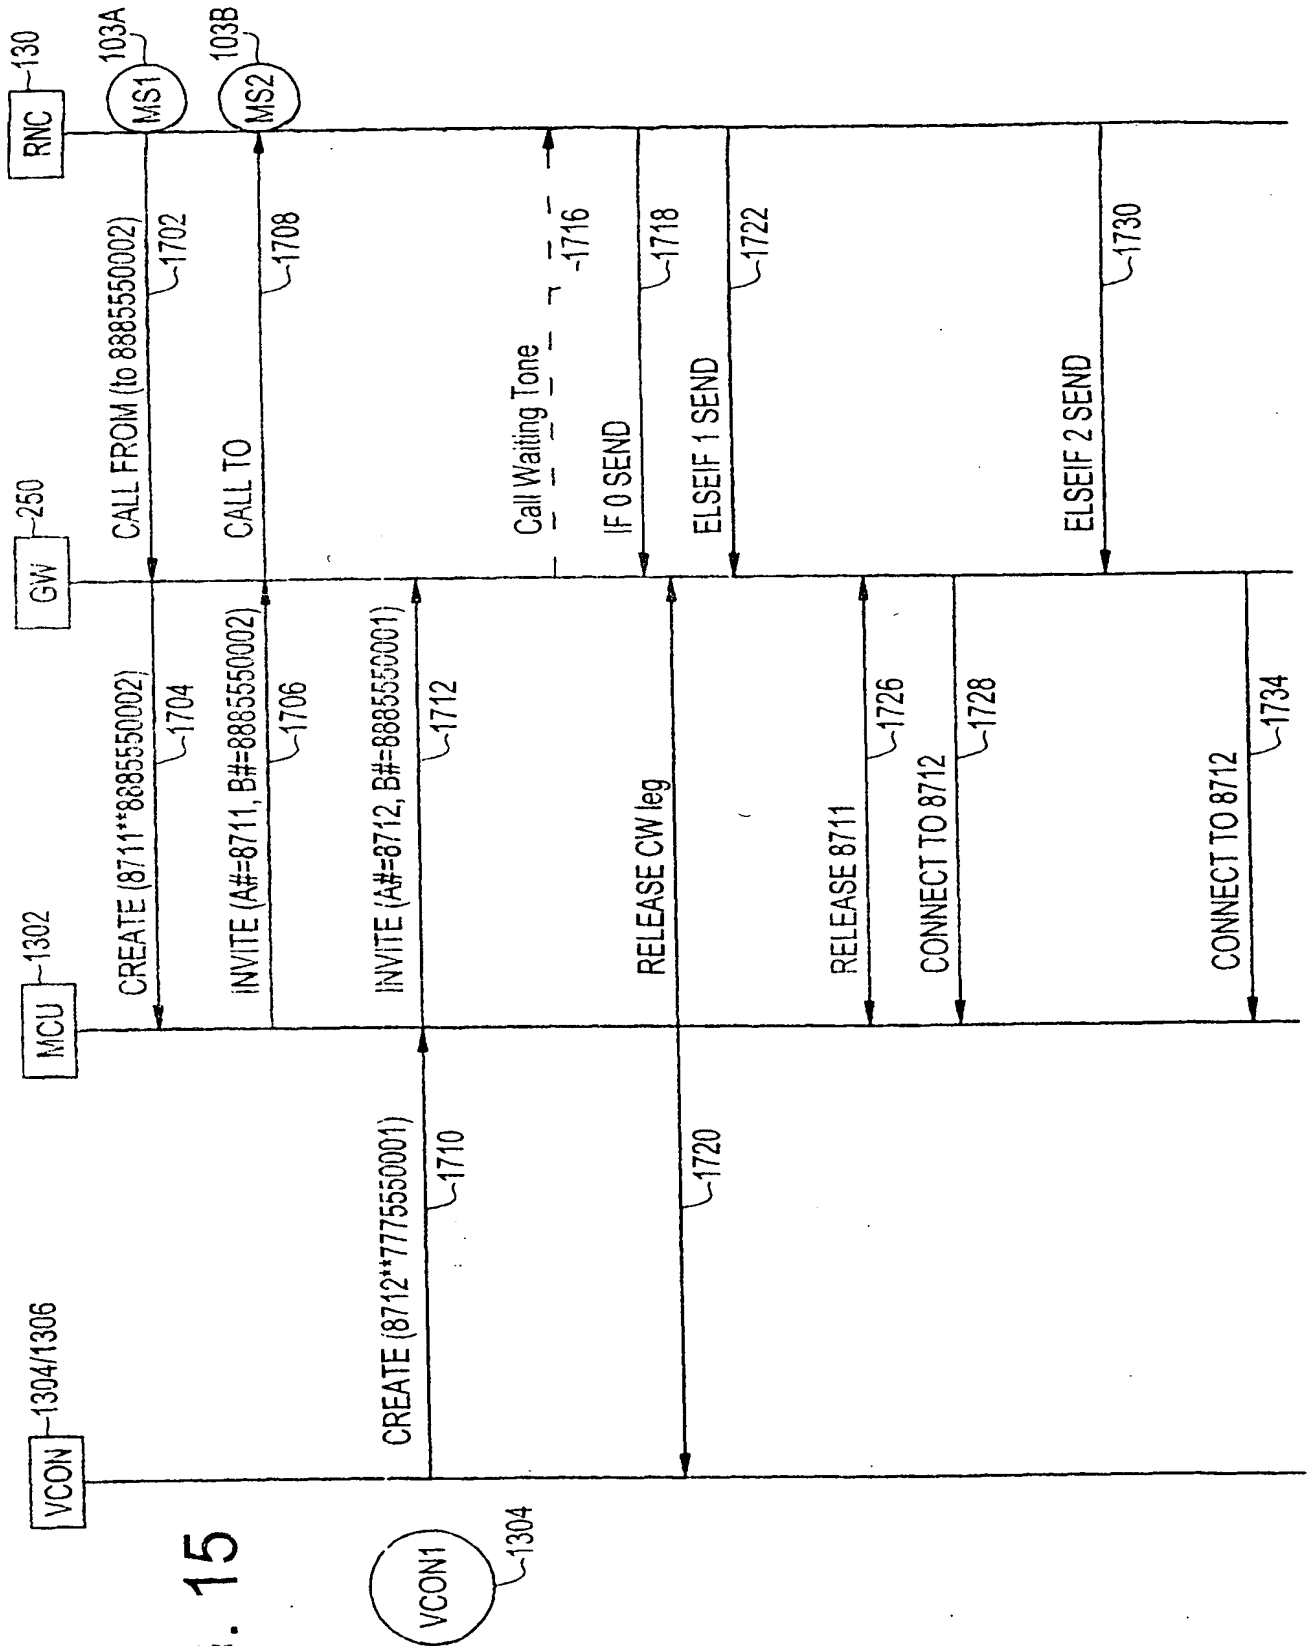 VCON
1304/1306
MCU
1302
GW
250
RNC
130
MS1
103A
CALL FROM (to 8885550002)
1702
CREATE (8711**8885550002)
1704
MS2
103B
INVITE (A#=8711, B#=8885550002)
1706
CALL TO
1708
VCON1
1304
CREATE (8712**7775550001)
1710
INVITE (A#=8712, B#=8885550001)
1712
Call Waiting Tone
1716
IF 0 SEND
1718
RELEASE CW leg
1720
ELSEIF 1 SEND
1722
RELEASE 8711
1726
CONNECT TO 8712
1728
ELSEIF 2 SEND
1730
CONNECT TO 8712
1734
15